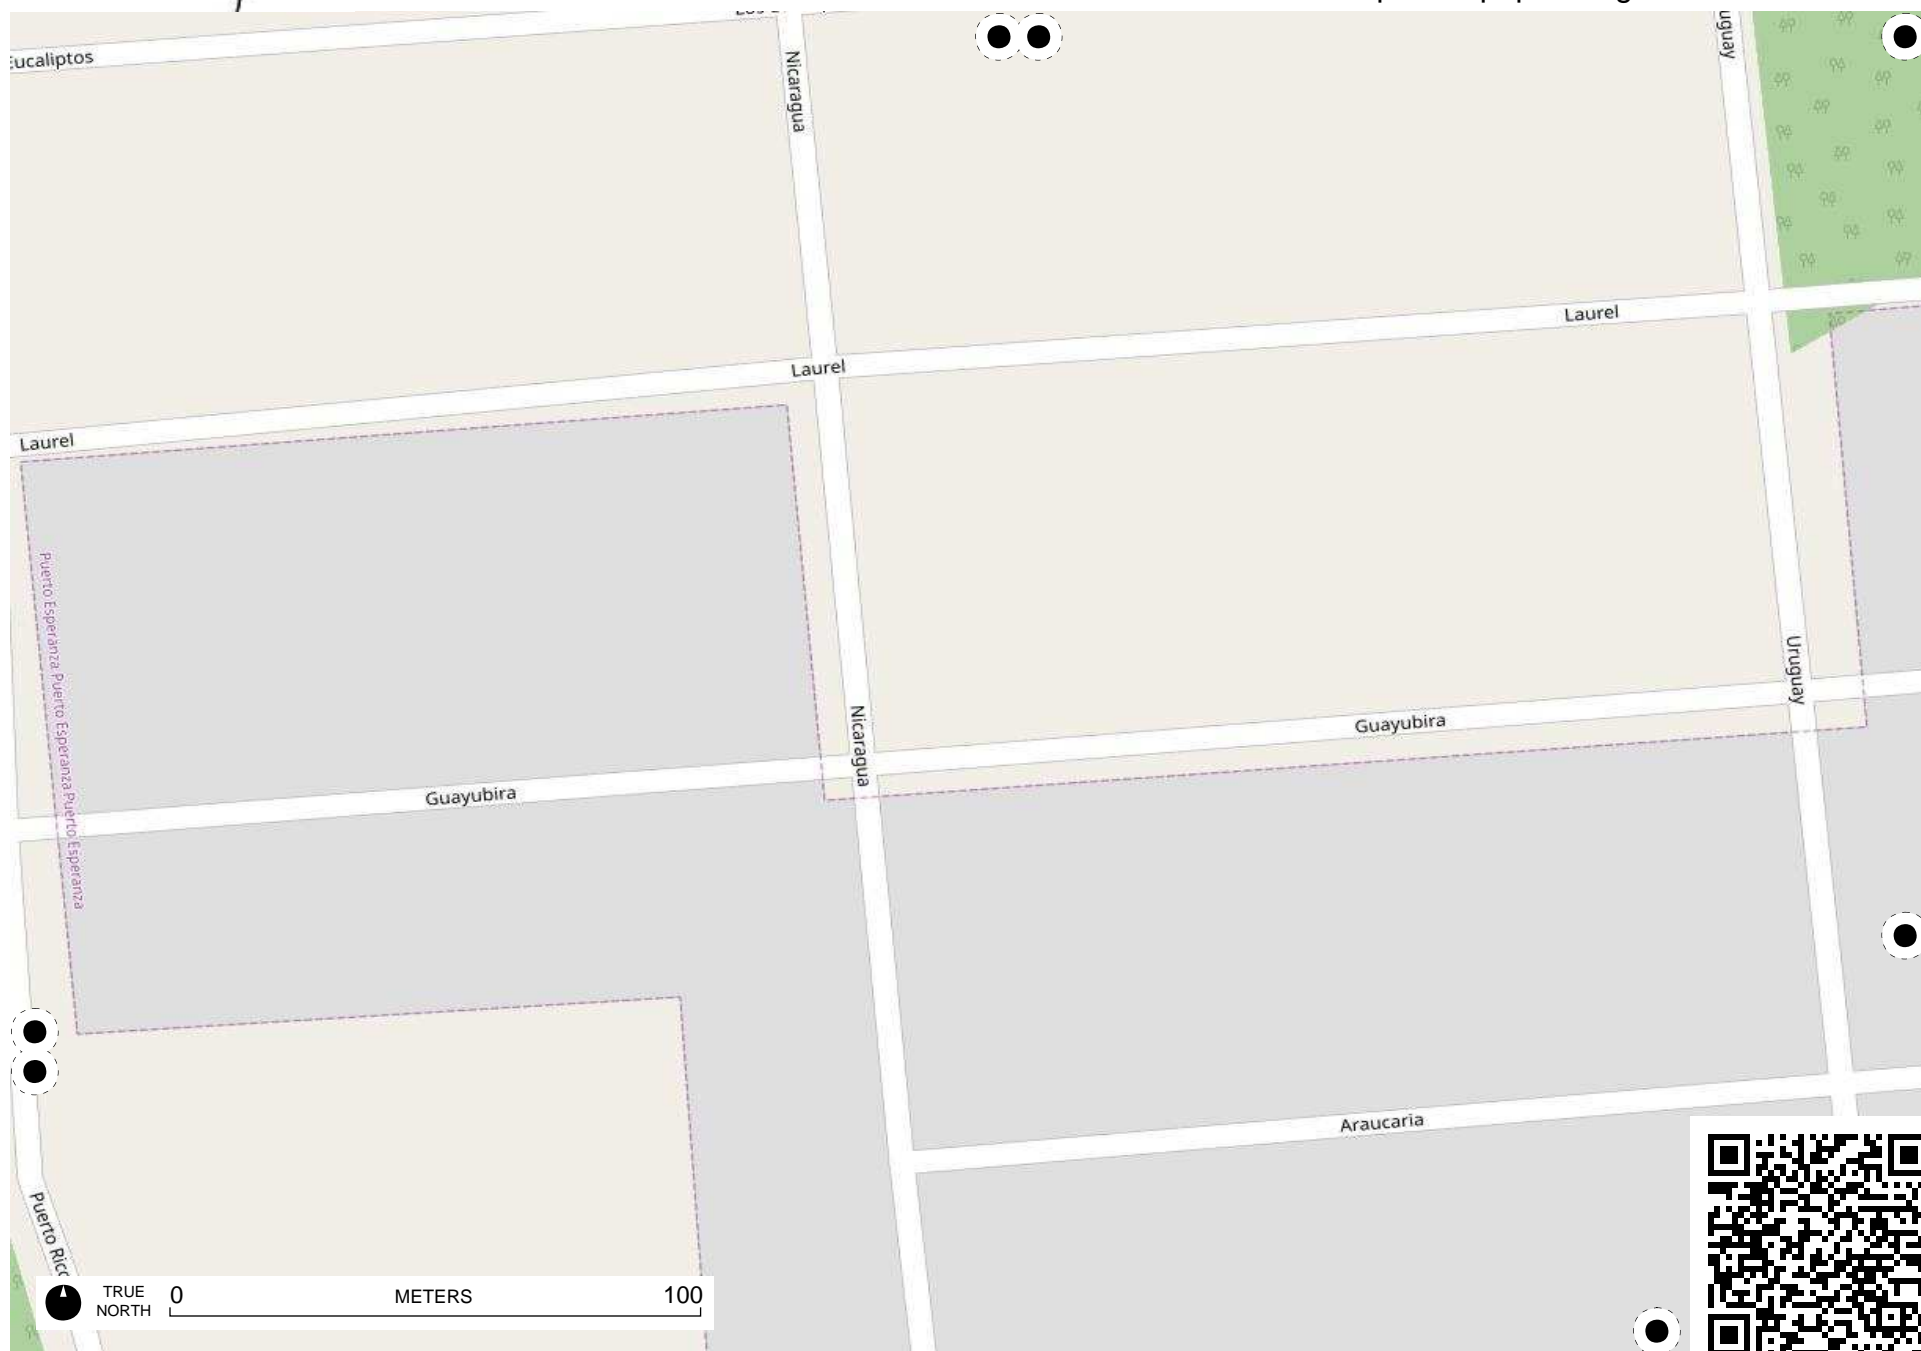 Eucaliptos
Nicaragua
uguay
Laurel
Laurel
Laurel
Puerto Esperanza Puerto Esperanza Puerto Esperanza
Uruguay
Nicaragua
Guayubira
Guayubira
Araucaria
Puerto Rico
TRUE
NORTH
0 METERS 100